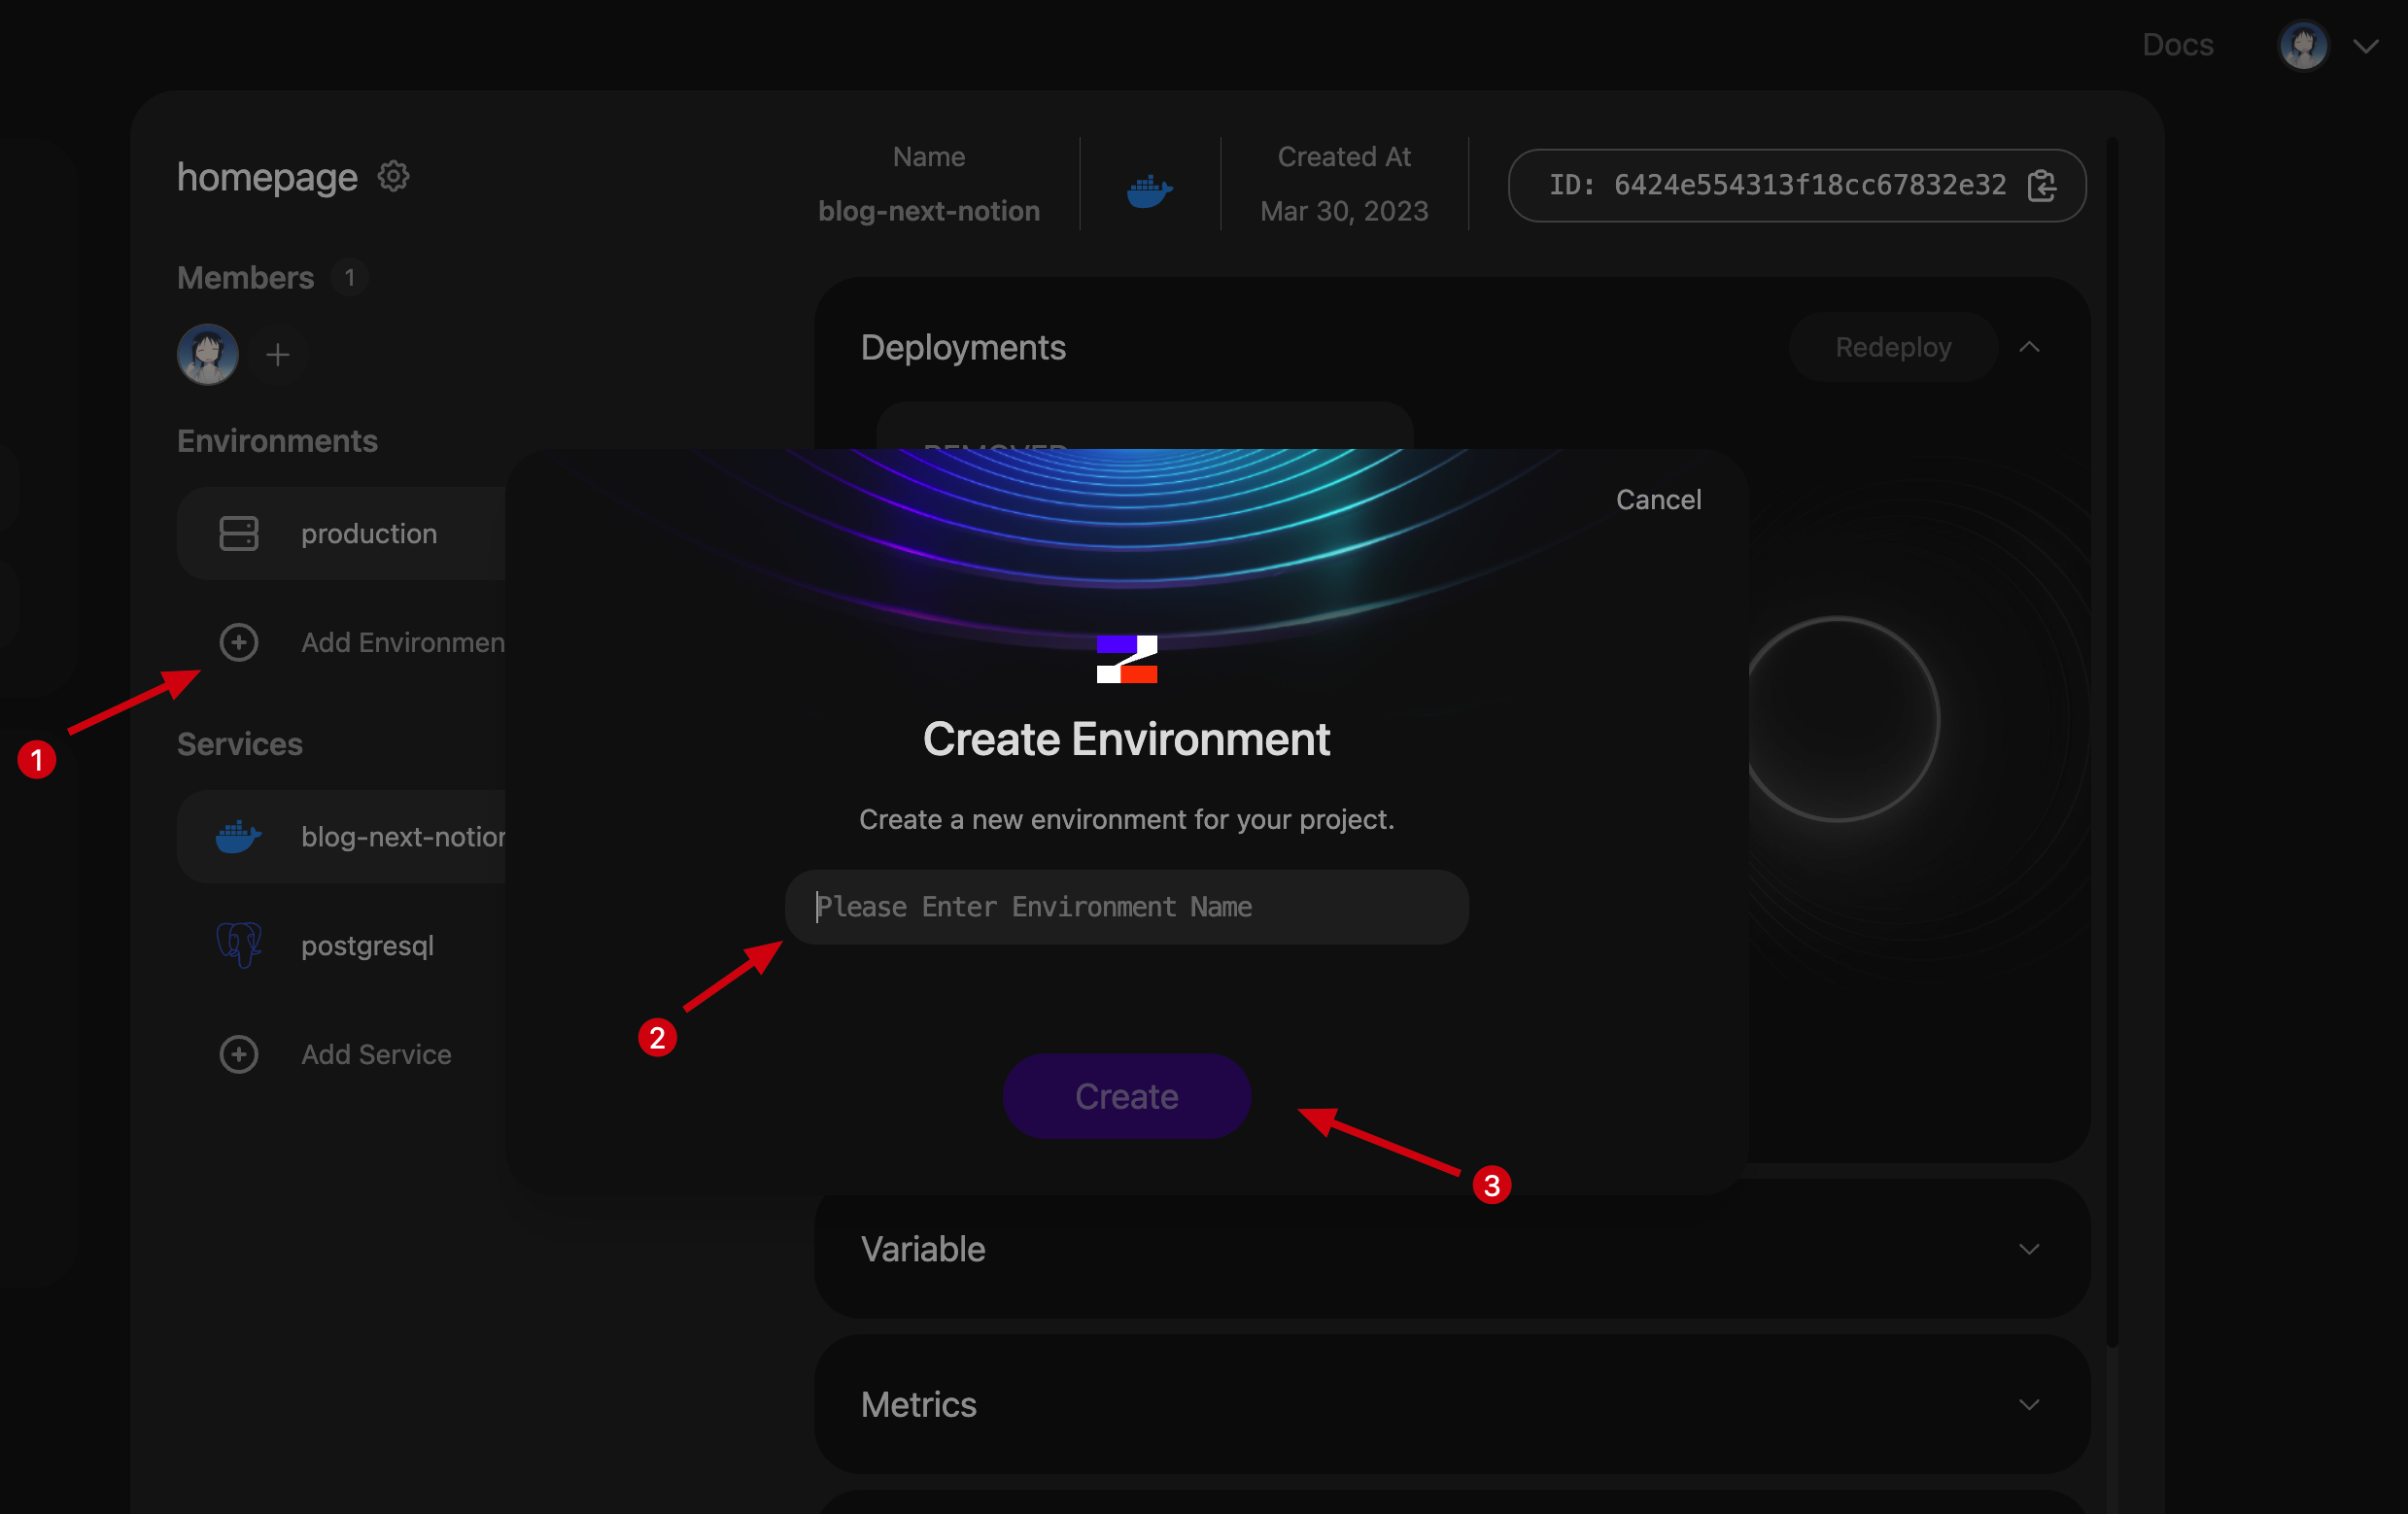 Docs
homepage
Name
blog-next-notion
Created At
Mar 30, 2023
ID: 6424e554313f18cc67832e32
Members 1
Deployments
Redeploy
Environments
REMOVED
production
Cancel
Add Environmen
1
Services
Create Environment
Create a new environment for your project.
blog-next-notion
Please Enter Environment Name
postgresql
2
Add Service
Create
3
Variable
Metrics